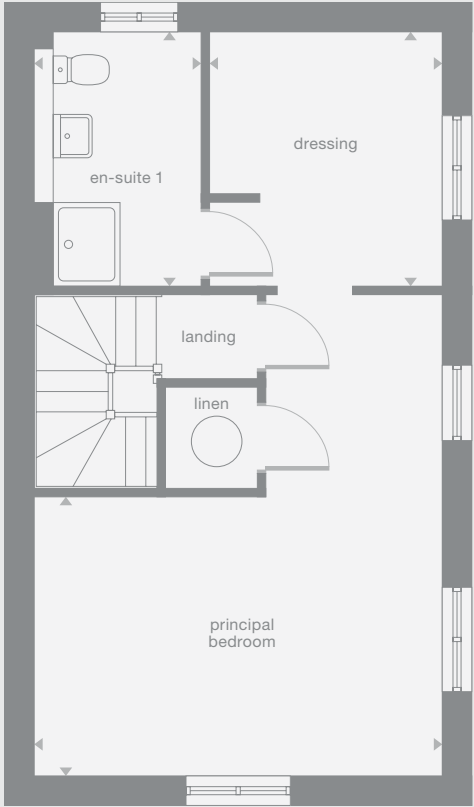 dressing
en-suite 1
landing
linen
principal
bedroom